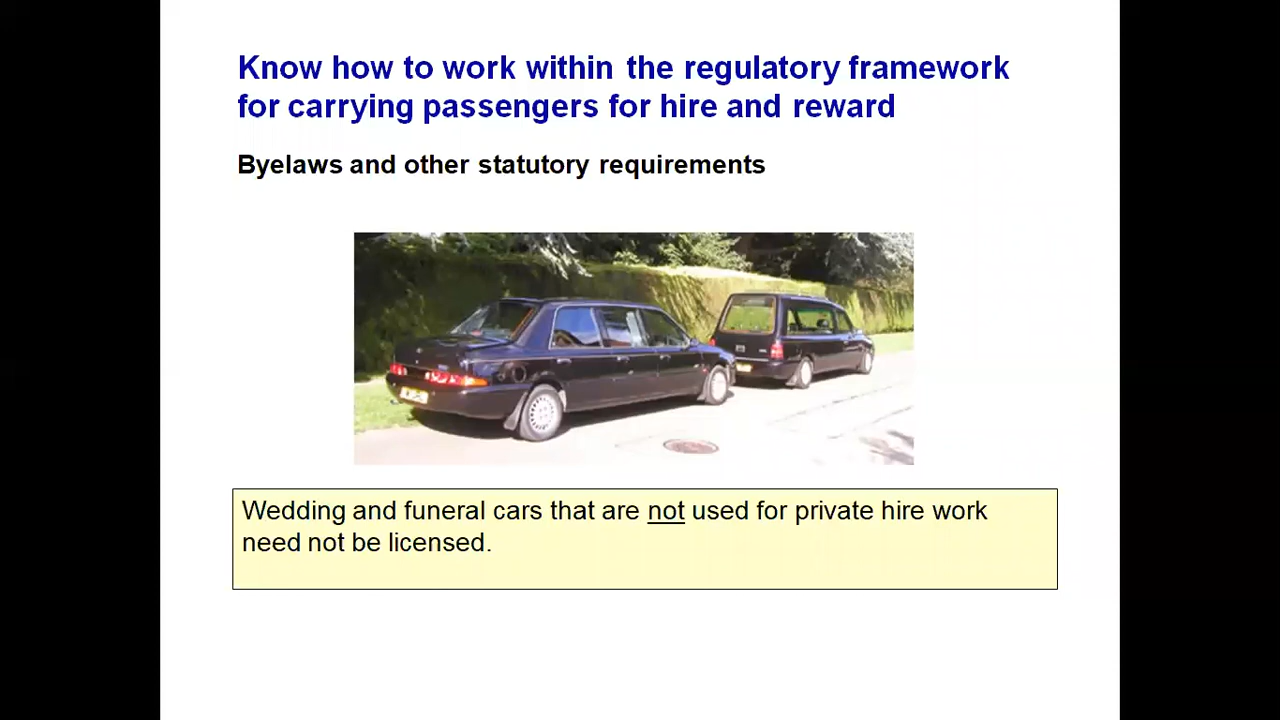 Know how to work within the regulatory framework
for carrying passengers for hire and reward
Byelaws and other statutory requirements
Wedding and funeral cars that are not used for private hire work
need not be licensed.